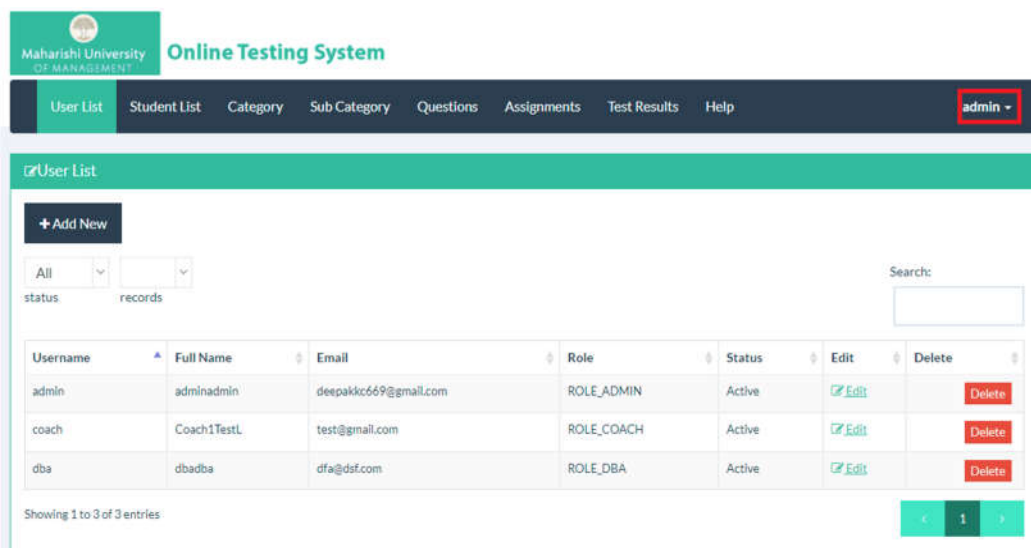 Maharishi University
OF MANAGEMENT
Online Testing System
User List Student List Category Sub Category Questions Assignments Test Results Help admin
User List
+ Add New
All
status records
Search:
Username Full Name Email Role Status Edit Delete
admin adminadmin deepakkc669@gmail.com ROLE_ADMIN Active Edit Delete
coach Coach1TestL test@gmail.com ROLE_COACH Active Edit Delete
dba dbadba dfa@dsf.com ROLE_DBA Active Edit Delete
Showing 1 to 3 of 3 entries
< 1 >